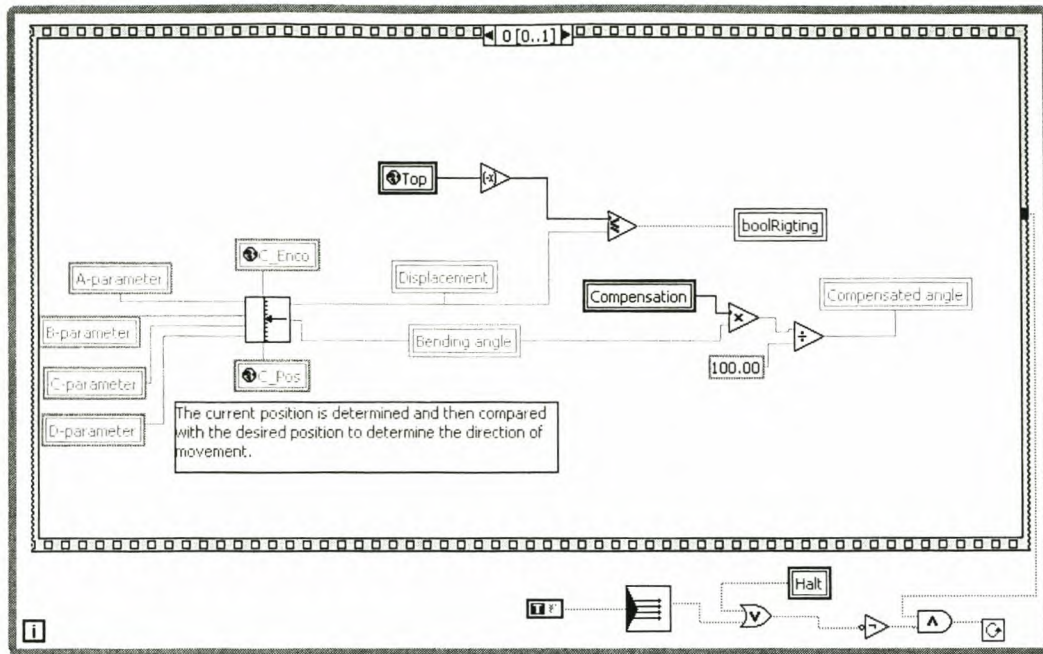 0 [0..1]
Top
boolRigting
C_Enco
A-parameter
Displacement
Compensation
Compensated angle
B-parameter
Bending angle
100.00
C-parameter
C_Pos
D-parameter
The current position is determined and then compared
with the desired position to determine the direction of
movement.
Halt
T F
i